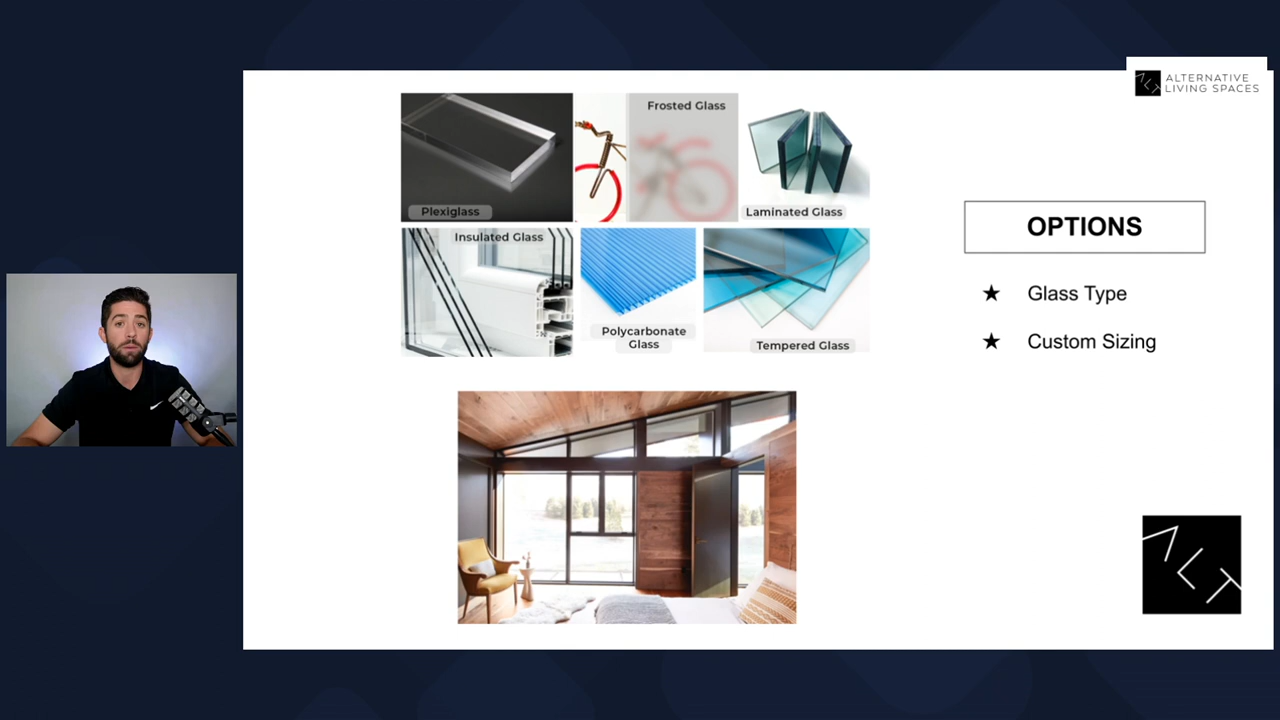 ALTERNATIVE
LIVING SPACES
Frosted Glass
Plexiglass
Laminated Glass
Insulated Glass
Polycarbonate
Glass
Tempered Glass
OPTIONS
★ Glass Type
★ Custom Sizing
ALT